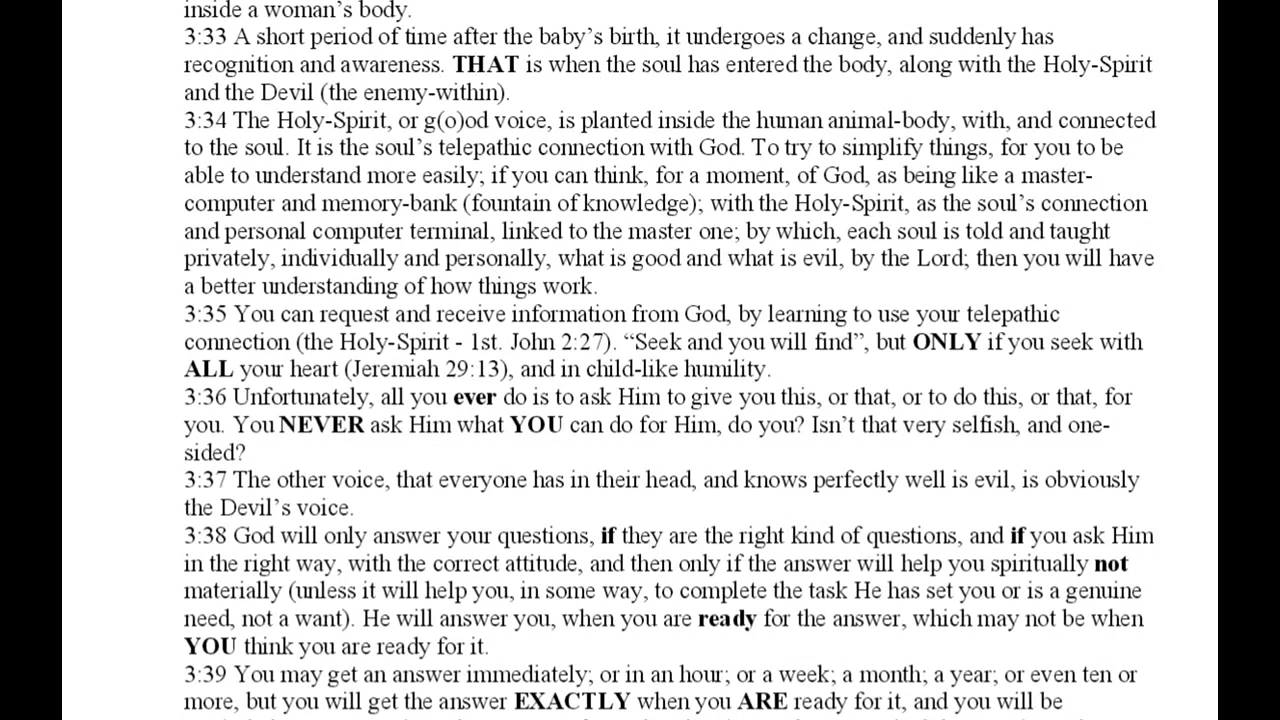 inside a woman's body.
3:33 A short period of time after the baby's birth, it undergoes a change, and suddenly has
recognition and awareness. THAT is when the soul has entered the body, along with the Holy-Spirit
and the Devil (the enemy-within).
3:34 The Holy-Spirit, or g(o)od voice, is planted inside the human animal-body, with, and connected
to the soul. It is the soul's telepathic connection with God. To try to simplify things, for you to be
able to understand more easily; if you can think, for a moment, of God, as being like a master-
computer and memory-bank (fountain of knowledge); with the Holy-Spirit, as the soul's connection
and personal computer terminal, linked to the master one; by which, each soul is told and taught
privately, individually and personally, what is good and what is evil, by the Lord; then you will have
a better understanding of how things work.
3:35 You can request and receive information from God, by learning to use your telepathic
connection (the Holy-Spirit - 1st. John 2:27). “Seek and you will find”, but ONLY if you seek with
ALL your heart (Jeremiah 29:13), and in child-like humility.
3:36 Unfortunately, all you ever do is to ask Him to give you this, or that, or to do this, or that, for
you. You NEVER ask Him what YOU can do for Him, do you? Isn't that very selfish, and one-
sided?
3:37 The other voice, that everyone has in their head, and knows perfectly well is evil, is obviously
the Devil's voice.
3:38 God will only answer your questions, if they are the right kind of questions, and if you ask Him
in the right way, with the correct attitude, and then only if the answer will help you spiritually not
materially (unless it will help you, in some way, to complete the task He has set you or is a genuine
need, not a want). He will answer you, when you are ready for the answer, which may not be when
YOU think you are ready for it.
3:39 You may get an answer immediately; or in an hour; or a week; a month; a year; or even ten or
more, but you will get the answer EXACTLY when you ARE ready for it, and you will be